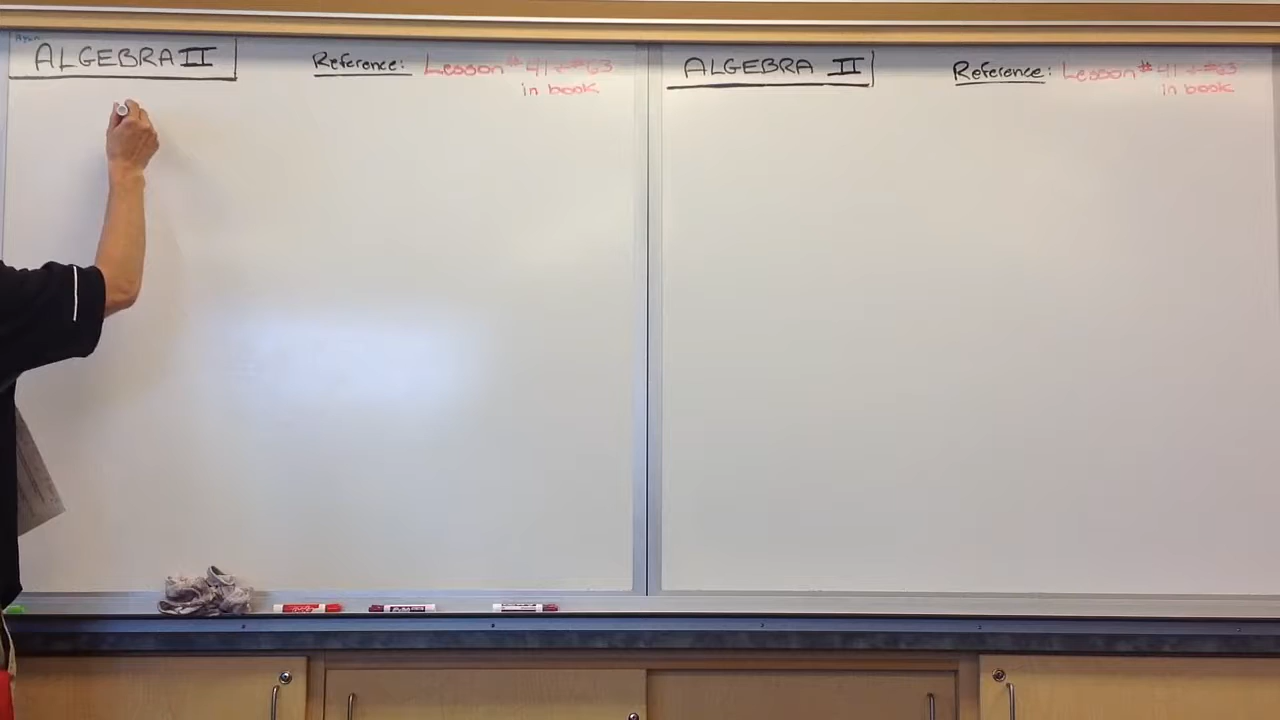 ALGEBRA II
Reference: Lesson # 41 + #63
in book
ALGEBRA II
Reference: Lesson # 41 + #63
in book